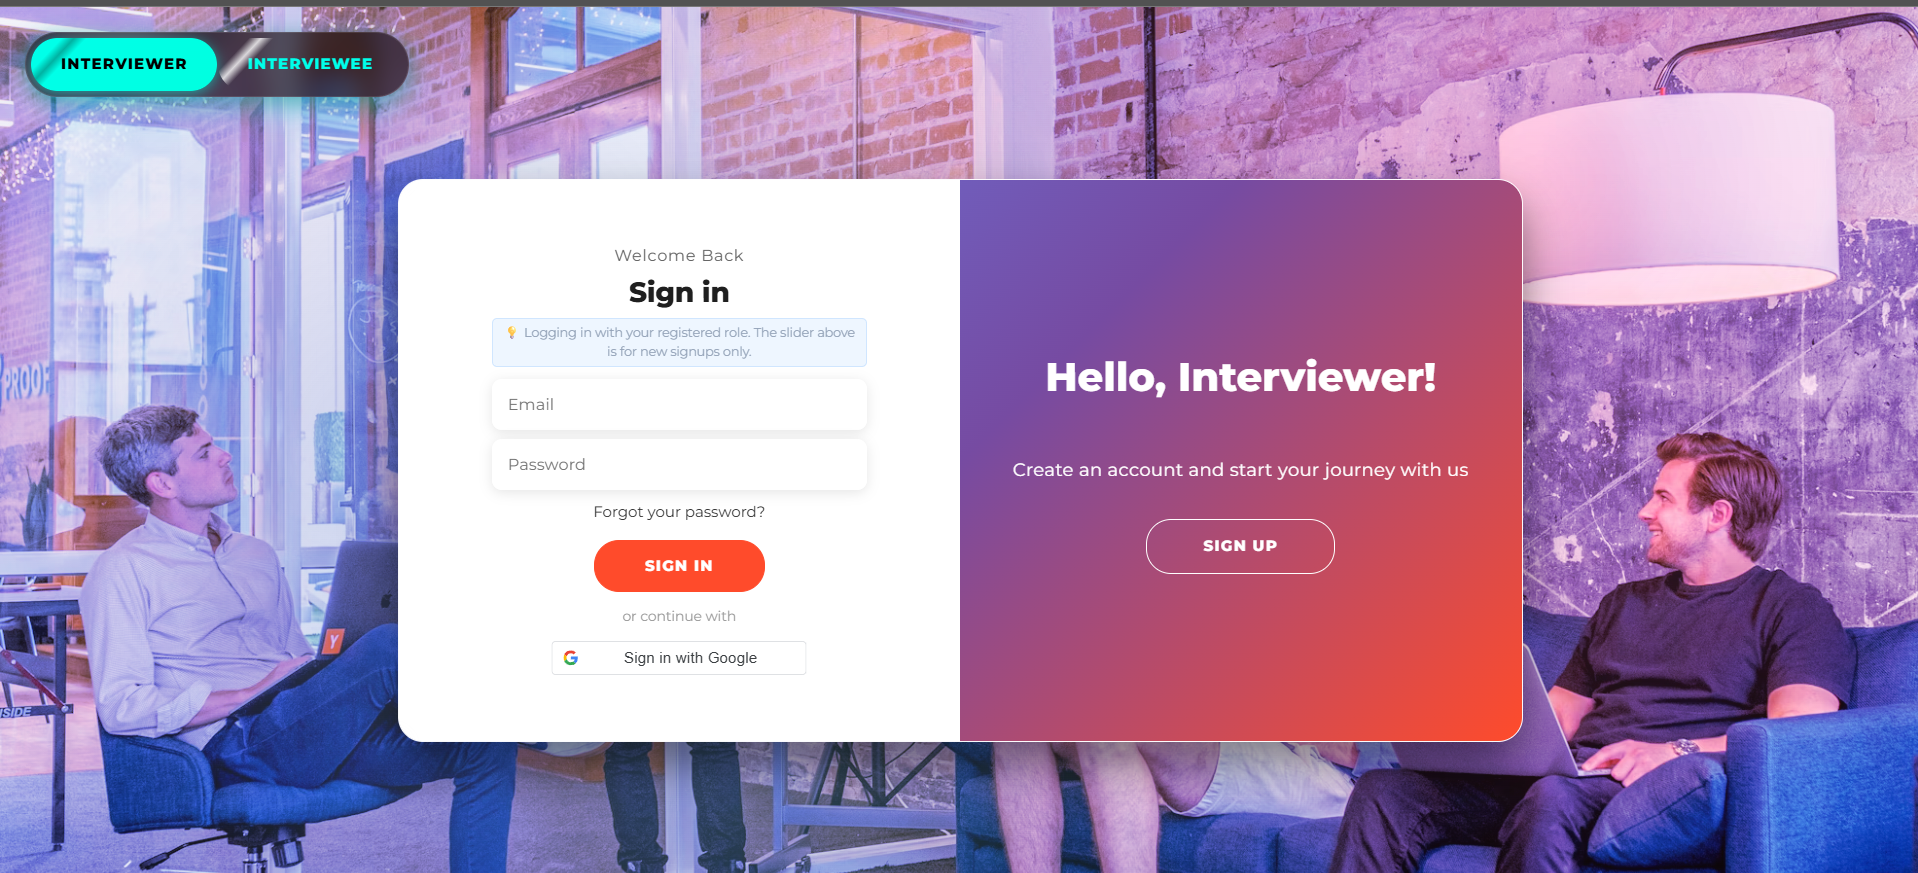 INTERVIEWER INTERVIEWEE
Welcome Back
Sign in
💡 Logging in with your registered role. The slider above
is for new signups only.
Email
Password
Forgot your password?
SIGN IN
or continue with
Sign in with Google
Hello, Interviewer!
Create an account and start your journey with us
SIGN UP
PROOF
Y